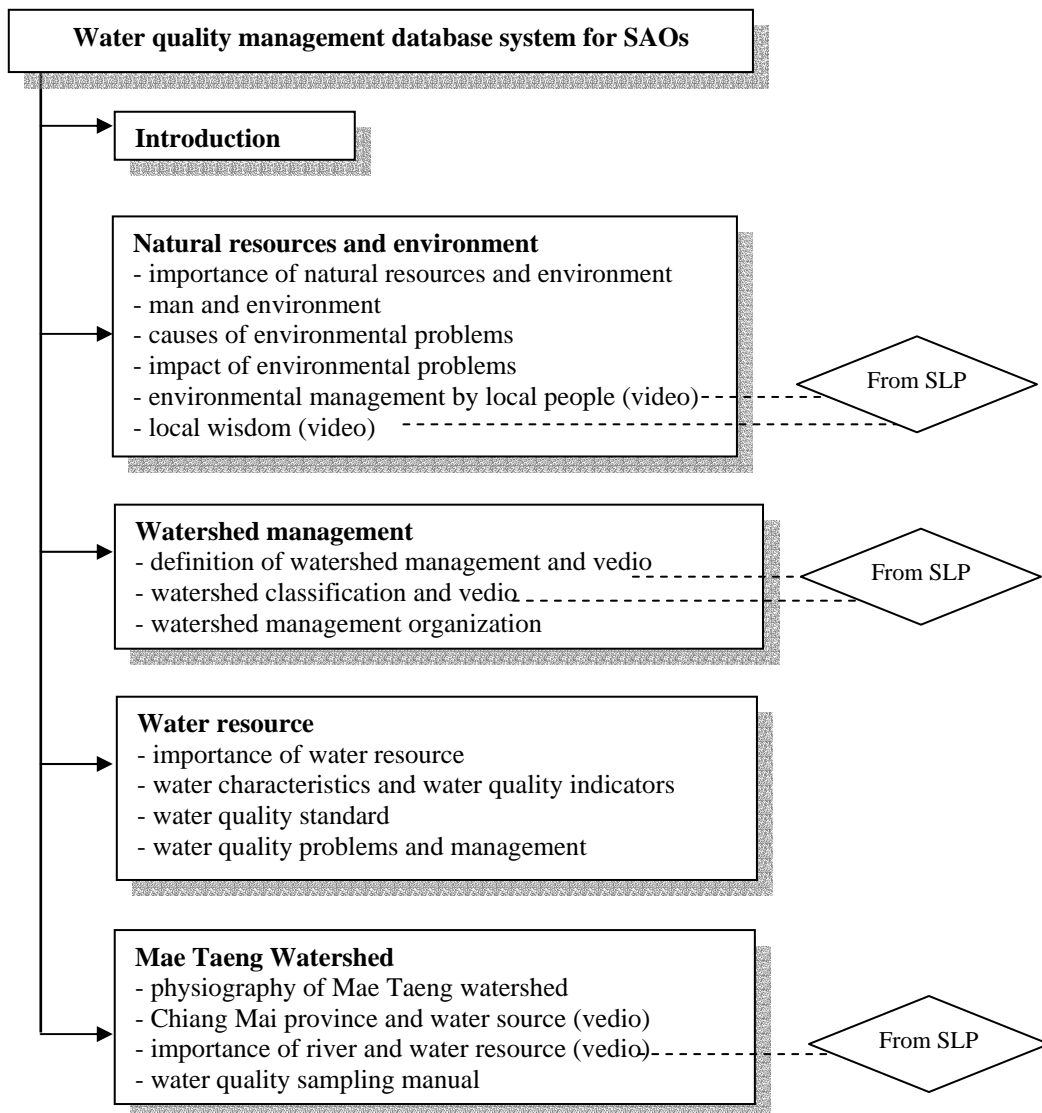 Water quality management database system for SAOs
Introduction
Natural resources and environment
- importance of natural resources and environment
- man and environment
- causes of environmental problems
- impact of environmental problems
- environmental management by local people (video)
- local wisdom (video)
From SLP
Watershed management
- definition of watershed management and vedio
- watershed classification and vedio
- watershed management organization
From SLP
Water resource
- importance of water resource
- water characteristics and water quality indicators
- water quality standard
- water quality problems and management
Mae Taeng Watershed
- physiography of Mae Taeng watershed
- Chiang Mai province and water source (vedio)
- importance of river and water resource (vedio)
- water quality sampling manual
From SLP